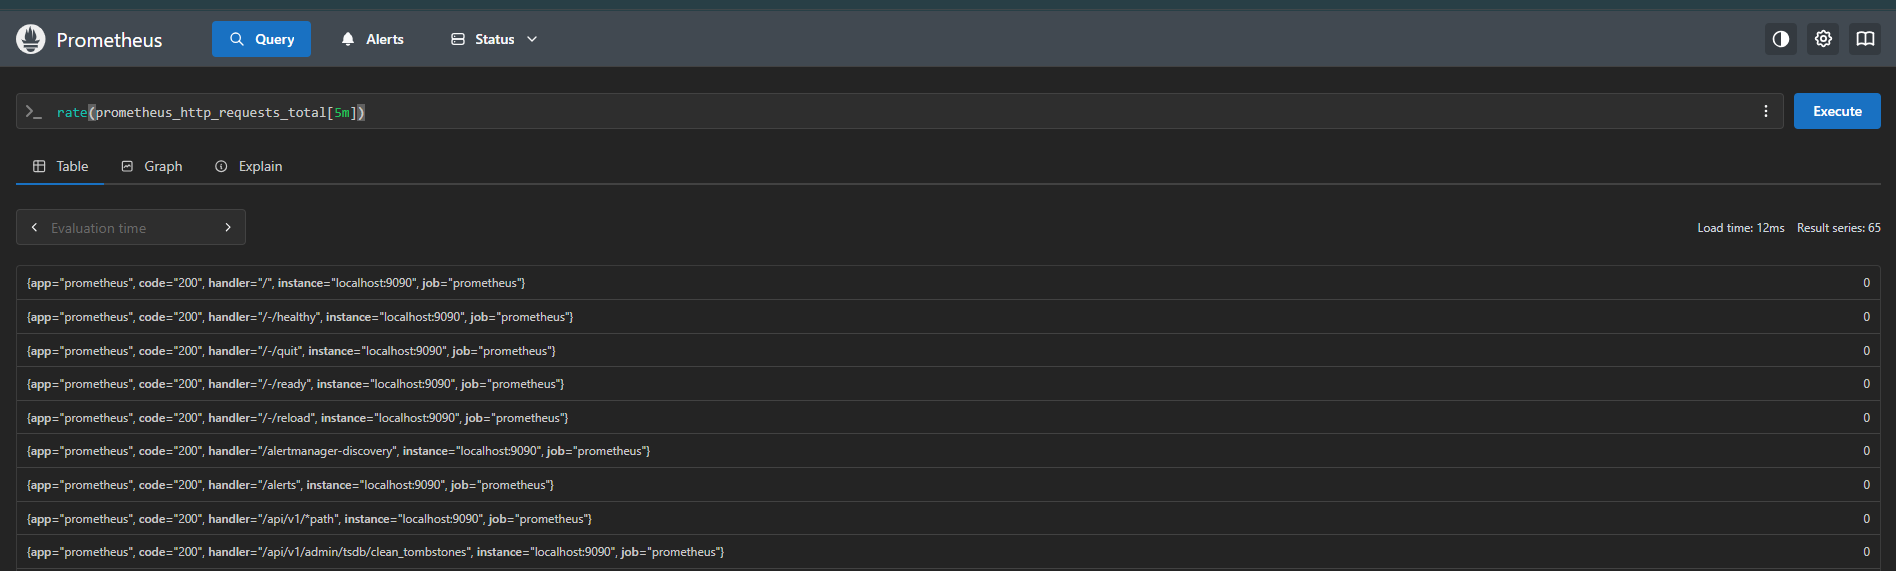 Prometheus Query Alerts Status
rate(prometheus_http_requests_total[5m]) Execute
Table Graph Explain
Evaluation time Load time: 12ms Result series: 65
{app="prometheus", code="200", handler="/", instance="localhost:9090", job="prometheus"} 0
{app="prometheus", code="200", handler="/-/healthy", instance="localhost:9090", job="prometheus"} 0
{app="prometheus", code="200", handler="/-/quit", instance="localhost:9090", job="prometheus"} 0
{app="prometheus", code="200", handler="/-/ready", instance="localhost:9090", job="prometheus"} 0
{app="prometheus", code="200", handler="/-/reload", instance="localhost:9090", job="prometheus"} 0
{app="prometheus", code="200", handler="/alertmanager-discovery", instance="localhost:9090", job="prometheus"} 0
{app="prometheus", code="200", handler="/alerts", instance="localhost:9090", job="prometheus"} 0
{app="prometheus", code="200", handler="/api/v1/*path", instance="localhost:9090", job="prometheus"} 0
{app="prometheus", code="200", handler="/api/v1/admin/tsdb/clean_tombstones", instance="localhost:9090", job="prometheus"} 0